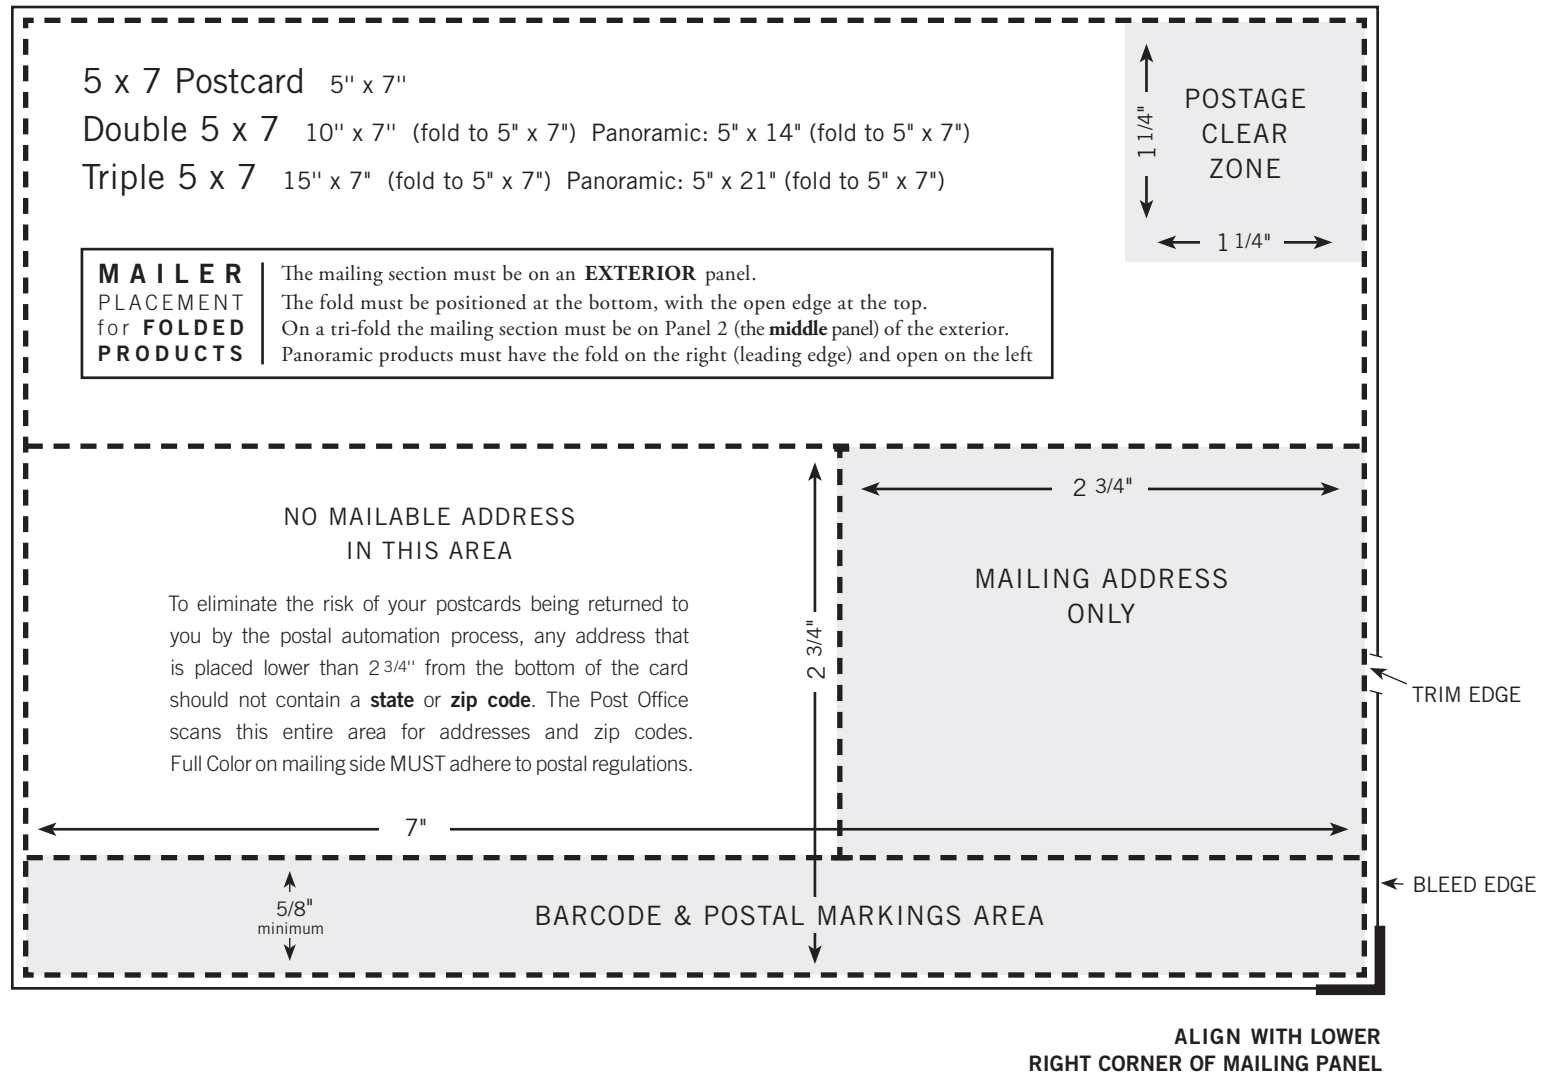 5 x 7 Postcard 5" x 7"
Double 5 x 7 10" x 7" (fold to 5" x 7") Panoramic: 5" x 14" (fold to 5" x 7")
Triple 5 x 7 15" x 7" (fold to 5" x 7") Panoramic: 5" x 21" (fold to 5" x 7")
POSTAGE
CLEAR
ZONE
1 1/4"
1 1/4"
MAILER
PLACEMENT
for FOLDED
PRODUCTS
The mailing section must be on an EXTERIOR panel.
The fold must be positioned at the bottom, with the open edge at the top.
On a tri-fold the mailing section must be on Panel 2 (the middle panel) of the exterior.
Panoramic products must have the fold on the right (leading edge) and open on the left
NO MAILABLE ADDRESS
IN THIS AREA
To eliminate the risk of your postcards being returned to
you by the postal automation process, any address that
is placed lower than 2 3/4" from the bottom of the card
should not contain a state or zip code. The Post Office
scans this entire area for addresses and zip codes.
Full Color on mailing side MUST adhere to postal regulations.
2 3/4"
2 3/4"
MAILING ADDRESS
ONLY
7"
TRIM EDGE
BLEED EDGE
5/8"
minimum
BARCODE & POSTAL MARKINGS AREA
ALIGN WITH LOWER
RIGHT CORNER OF MAILING PANEL